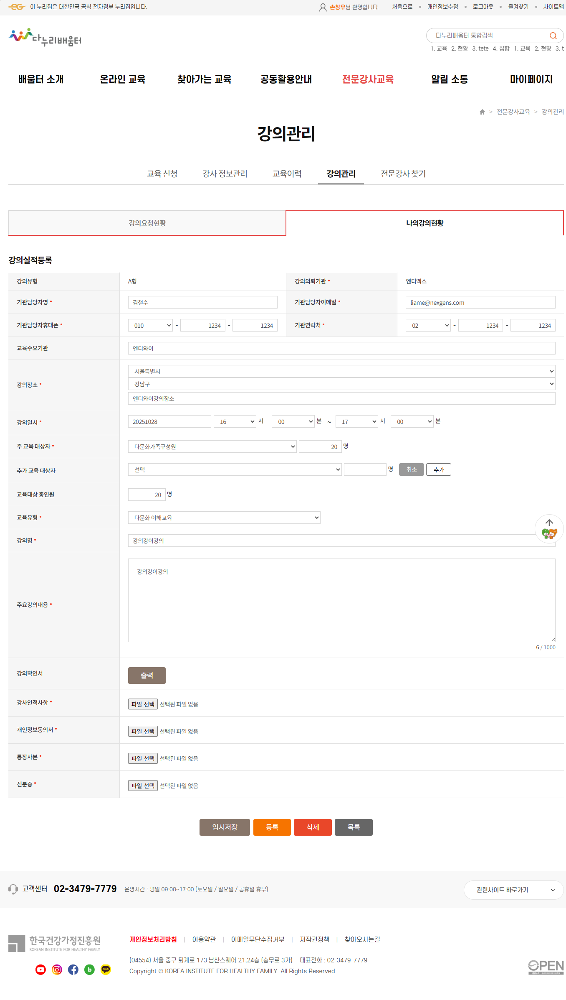 이 누리집은 대한민국 공식 전자정부 누리집입니다.
손창우님 환영합니다. 처음으로 개인정보수정 로그아웃 즐겨찾기 사이트맵
다누리배움터
다누리배움터 통합검색
1. 교육 2. 현황 3. tete 4. 집합 1. 교육 2. 현황 3. t
배움터 소개 온라인 교육 찾아가는 교육 공동활용안내 전문강사교육 알림 소통 마이페이지
> 전문강사교육 > 강의관리
강의관리
교육 신청 강사 정보관리 교육이력 강의관리 전문강사 찾기
강의요청현황 나의강의현황
강의실적등록
강의유형 A형 강의의뢰기관 • 엔디엑스
기관담당자명 • 김철수 기관담당자이메일 • liame@nexgens.com
기관담당자휴대폰 • 010 - 1234 - 1234 기관연락처 • 02 - 1234 - 1234
교육수요기관 엔디와이
강의장소 • 서울특별시
강남구
엔디와이강의장소
강의일시 • 20251028 16 시 00 분 ~ 17 시 00 분
주 교육 대상자 • 다문화가족구성원 20 명
추가 교육 대상자 선택 명 취소 추가
교육대상 총인원 20 명
교육유형 • 다문화 이해교육
강의명 • 강의강이강의
주요강의내용 • 강의강이강의
6 / 1000
강의확인서 출력
강사인적사항 • 파일 선택 선택된 파일 없음
개인정보동의서 • 파일 선택 선택된 파일 없음
통장사본 • 파일 선택 선택된 파일 없음
신분증 • 파일 선택 선택된 파일 없음
임시저장 등록 삭제 목록
고객센터 02-3479-7779 운영시간 : 평일 09:00~17:00 (토요일 / 일요일 / 공휴일 휴무) 관련사이트 바로가기
한국건강가정진흥원
KOREAN INSTITUTE FOR HEALTHY FAMILY
개인정보처리방침 | 이용약관 | 이메일무단수집거부 | 저작권정책 | 찾아오시는길
(04554) 서울 중구 퇴계로 173 남산스퀘어 21,24층 (충무로 3가) 대표전화 : 02-3479-7779
Copyright © KOREA INSTITUTE FOR HEALTHY FAMILY. All Rights Reserved.
b TALK
OPEN